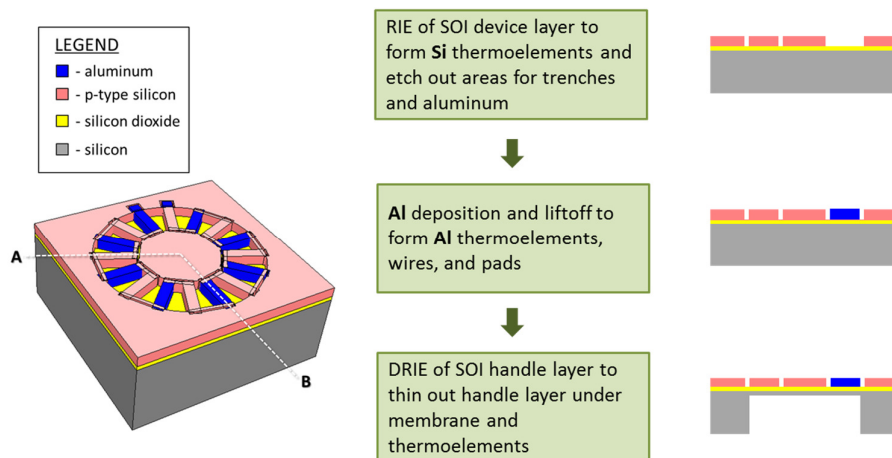 LEGEND
- aluminum
- p-type silicon
- silicon dioxide
- silicon
A
B
RIE of SOI device layer to
form Si thermoelements and
etch out areas for trenches
and aluminum
Al deposition and liftoff to
form Al thermoelements,
wires, and pads
DRIE of SOI handle layer to
thin out handle layer under
membrane and
thermoelements